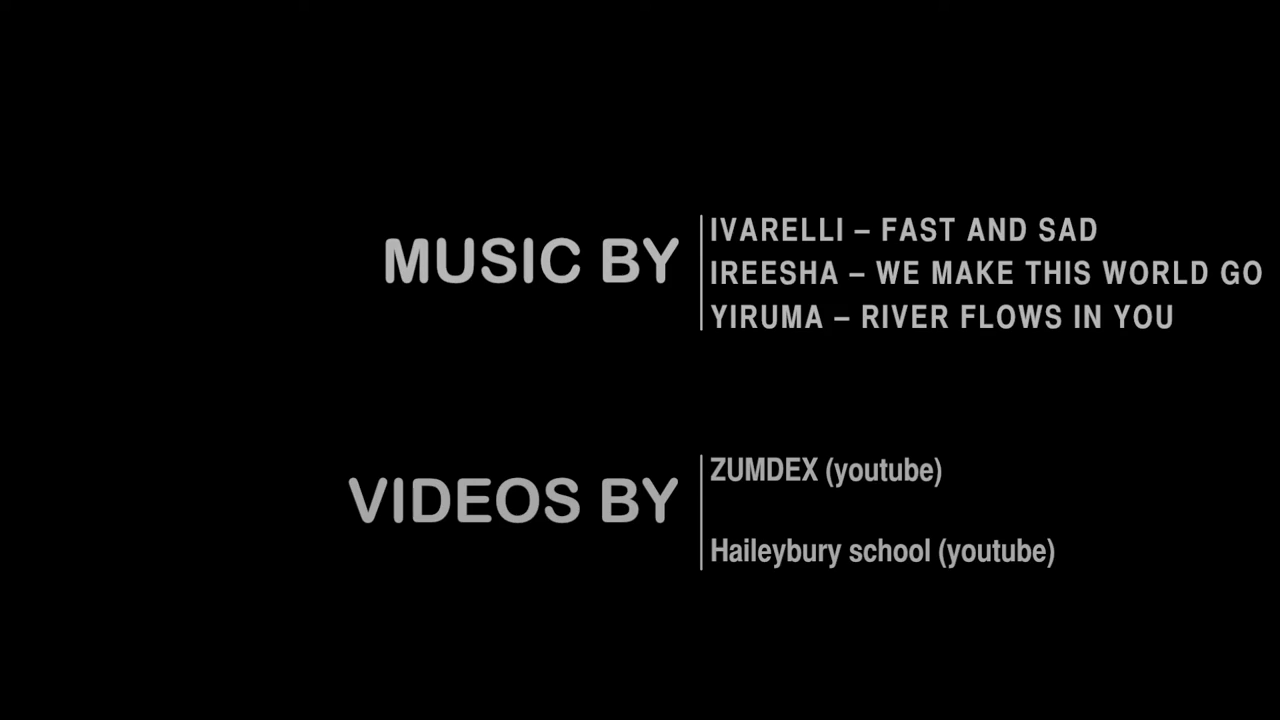 MUSIC BY
IVARELLI – FAST AND SAD
IREESHA – WE MAKE THIS WORLD GO
YIRUMA – RIVER FLOWS IN YOU
VIDEOS BY
ZUMDEX (youtube)
Haileybury school (youtube)